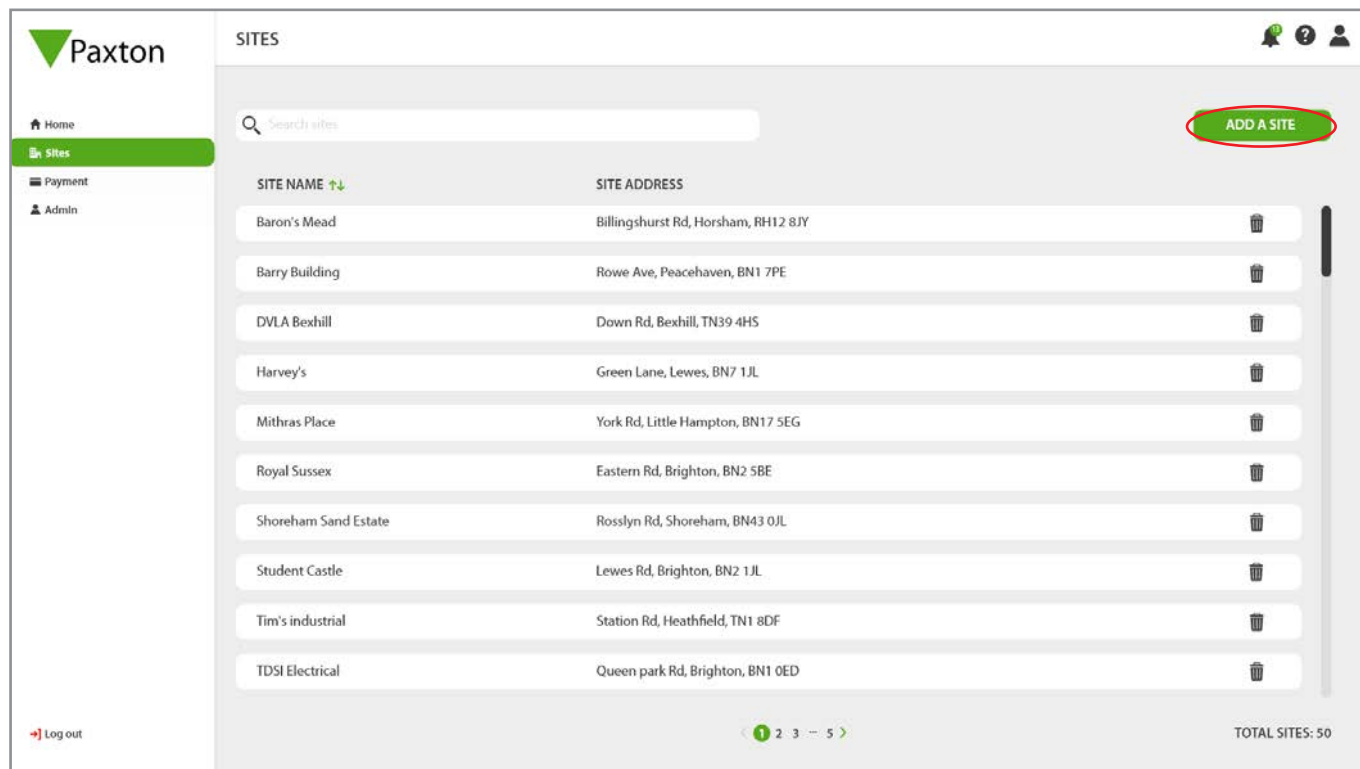 Paxton
SITES
13
Home
Sites
Payment
Admin
Log out
Search sites
ADD A SITE
SITE NAME SITE ADDRESS
Baron's Mead Billingshurst Rd, Horsham, RH12 8JY
Barry Building Rowe Ave, Peacehaven, BN1 7PE
DVLA Bexhill Down Rd, Bexhill, TN39 4HS
Harvey's Green Lane, Lewes, BN7 1JL
Mithras Place York Rd, Little Hampton, BN17 5EG
Royal Sussex Eastern Rd, Brighton, BN2 5BE
Shoreham Sand Estate Rosslyn Rd, Shoreham, BN43 0JL
Student Castle Lewes Rd, Brighton, BN2 1JL
Tim's industrial Station Rd, Heathfield, TN1 8DF
TDSI Electrical Queen park Rd, Brighton, BN1 0ED
1 2 3 ··· 5
TOTAL SITES: 50